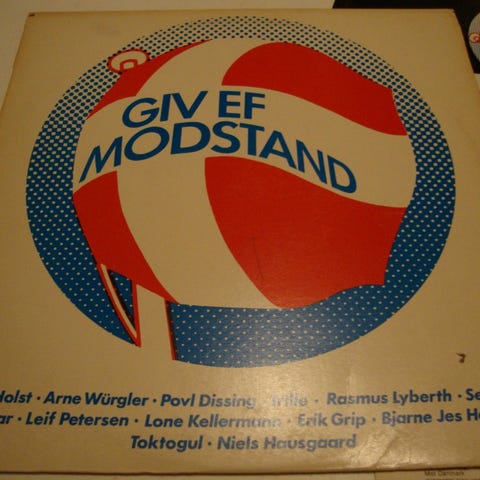 GIV EF
MODSTAND
Holst · Arne Würgler · Povl Dissing · Trille · Rasmus Lyberth · Se
ar · Leif Petersen · Lone Kellermann · Erik Grip · Bjarne Jes H
Toktogul · Niels Hausgaard